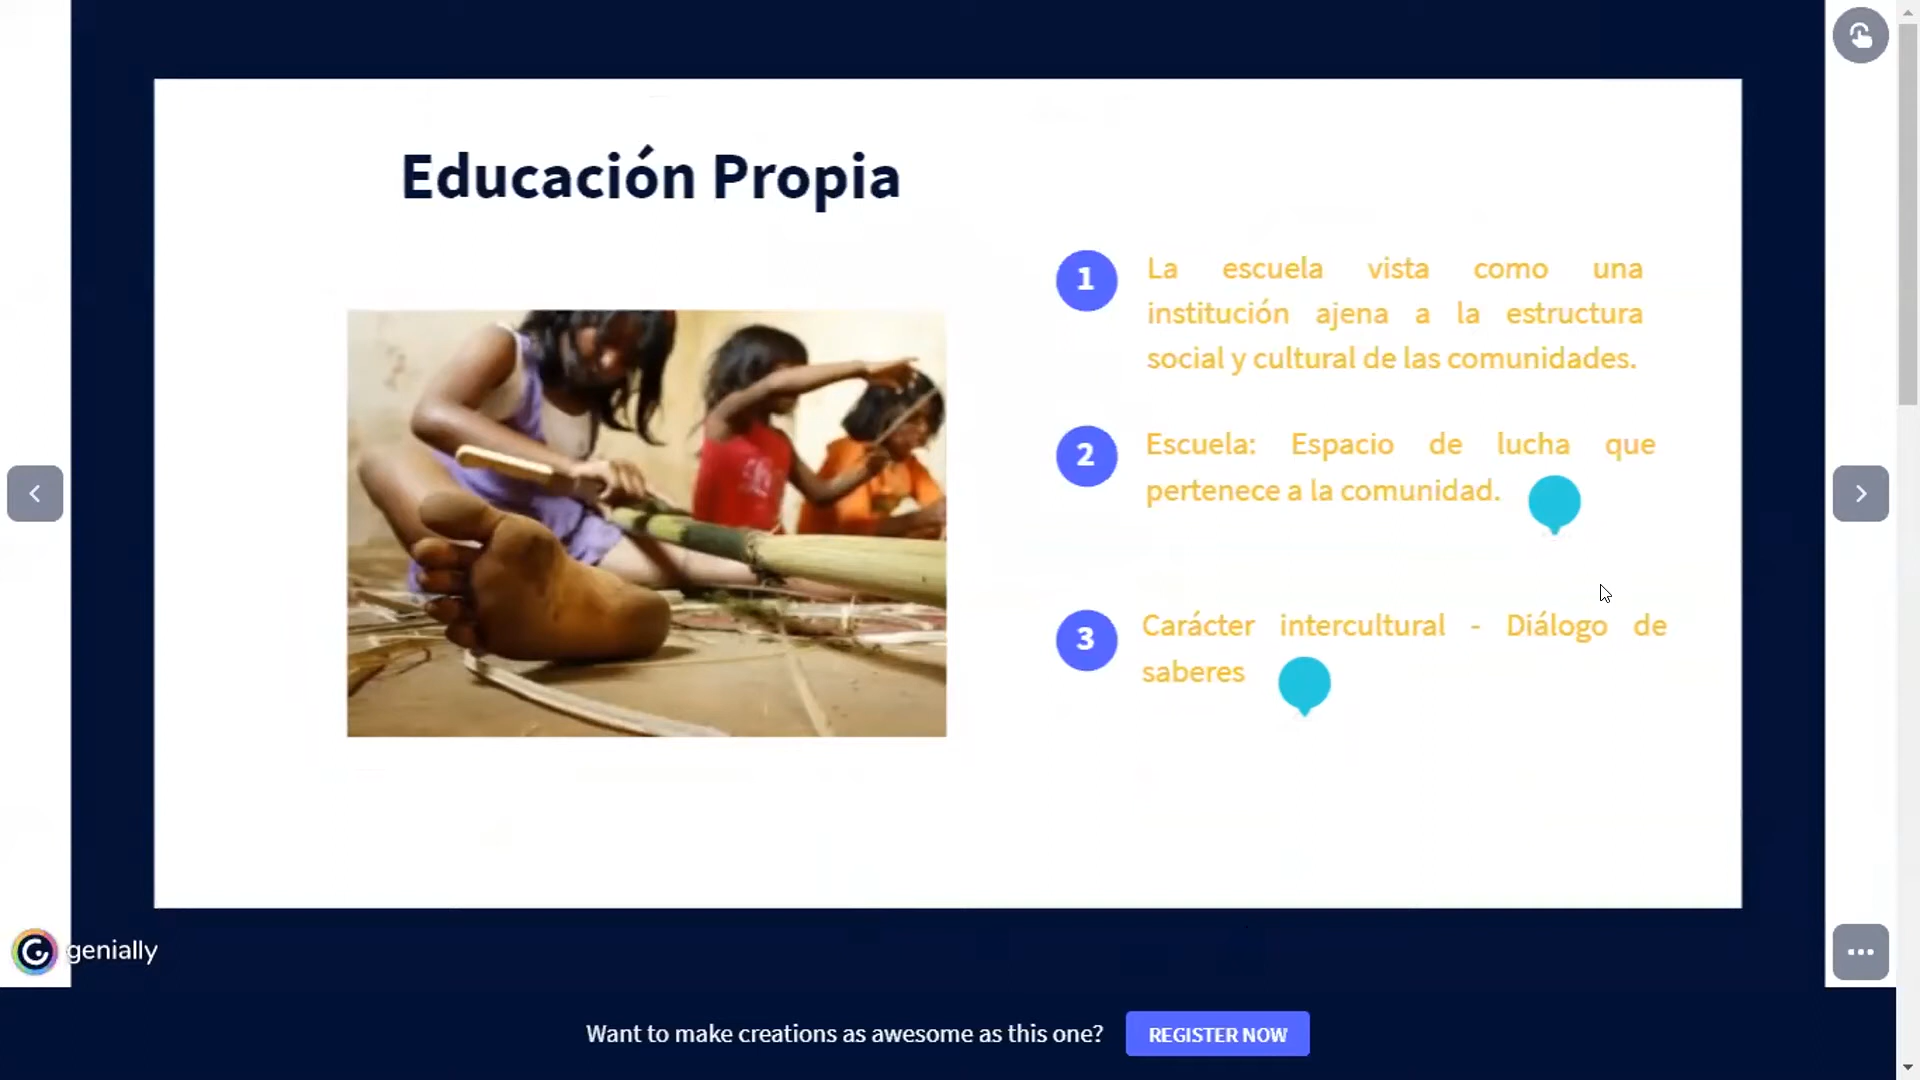 Educación Propia
1
La escuela vista como una
institución ajena a la estructura
social y cultural de las comunidades.
2
Escuela: Espacio de lucha que
pertenece a la comunidad.
3
Carácter intercultural - Diálogo de
saberes
genially
Want to make creations as awesome as this one?
REGISTER NOW